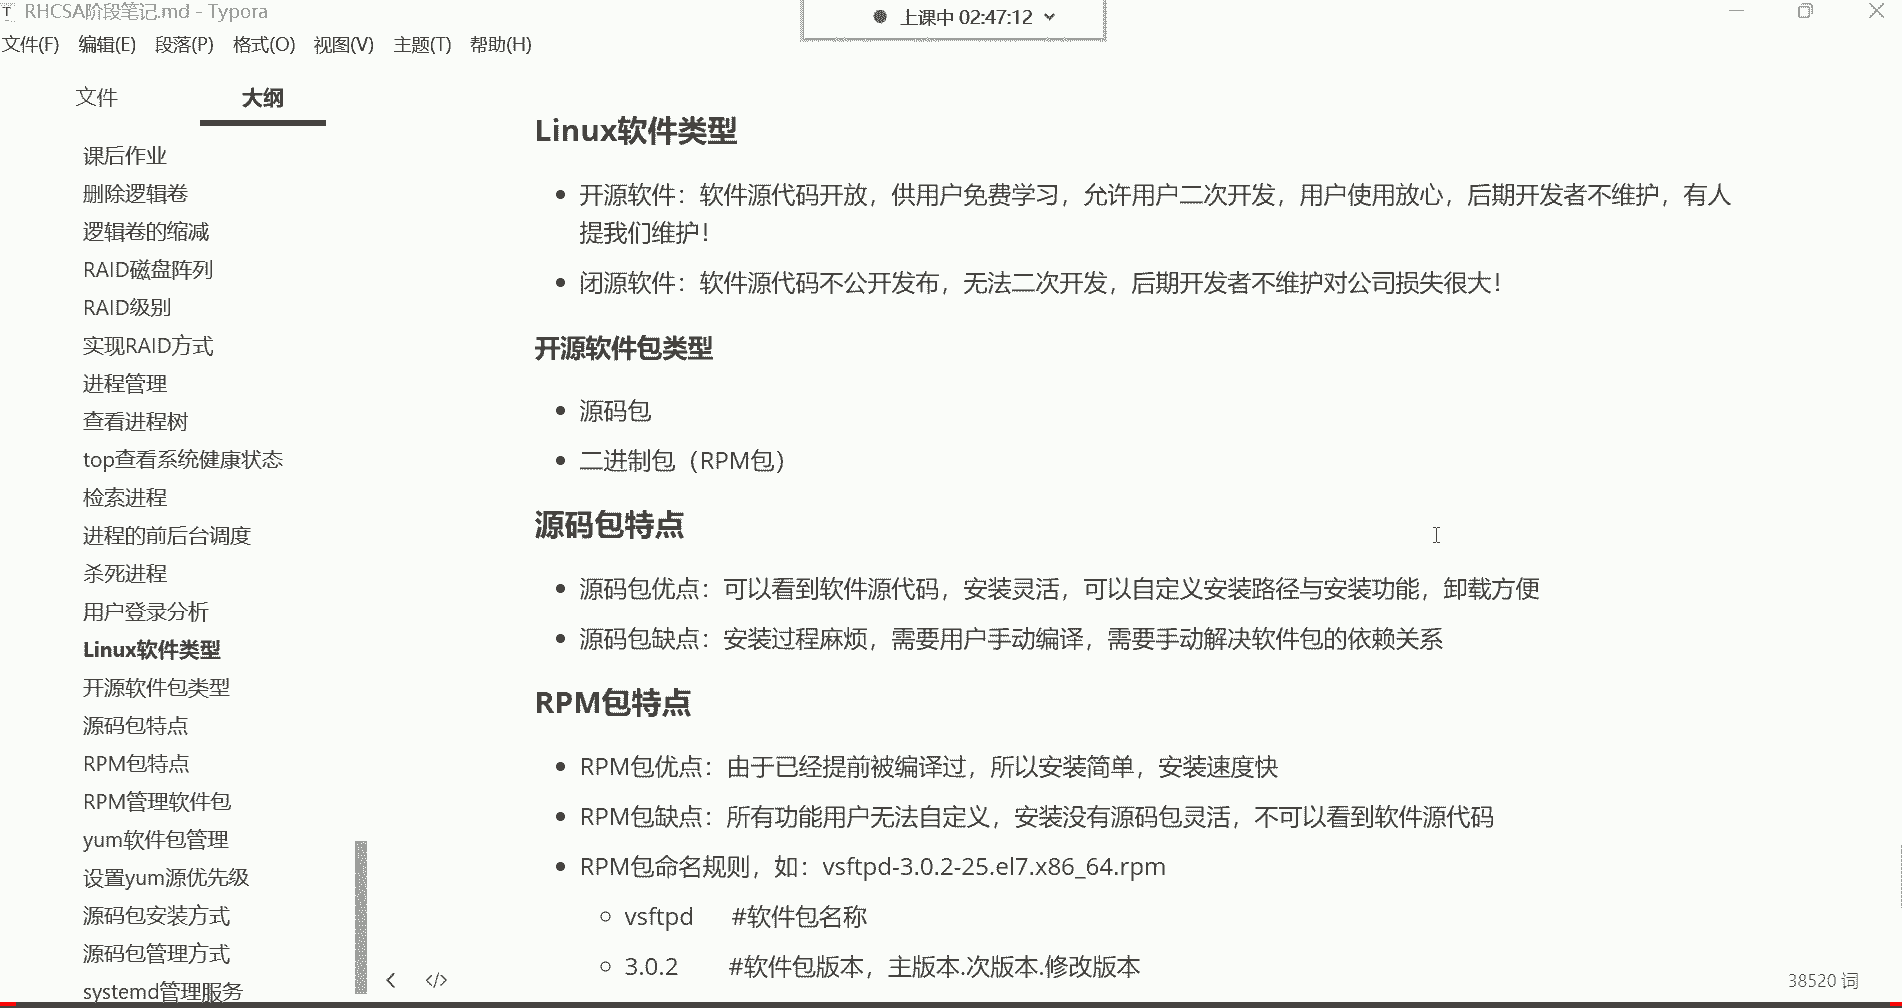 RHCSA阶段笔记.md - Typora
上课中 02:47:12
文件(F) 编辑(E) 段落(P) 格式(O) 视图(V) 主题(T) 帮助(H)
文件 大纲
课后作业
删除逻辑卷
逻辑卷的缩减
RAID磁盘阵列
RAID级别
实现RAID方式
进程管理
查看进程树
top查看系统健康状态
检索进程
进程的前后台调度
杀死进程
用户登录分析
Linux软件类型
开源软件包类型
源码包特点
RPM包特点
RPM管理软件包
yum软件包管理
设置yum源优先级
源码包安装方式
源码包管理方式
systemd管理服务
Linux软件类型
开源软件：软件源代码开放，供用户免费学习，允许用户二次开发，用户使用放心，后期开发者不维护，有人
提我们维护！
闭源软件：软件源代码不公开发布，无法二次开发，后期开发者不维护对公司损失很大！
开源软件包类型
源码包
二进制包（RPM包）
源码包特点
源码包优点：可以看到软件源代码，安装灵活，可以自定义安装路径与安装功能，卸载方便
源码包缺点：安装过程麻烦，需要用户手动编译，需要手动解决软件包的依赖关系
RPM包特点
RPM包优点：由于已经提前被编译过，所以安装简单，安装速度快
RPM包缺点：所有功能用户无法自定义，安装没有源码包灵活，不可以看到软件源代码
RPM包命名规则，如：vsftpd-3.0.2-25.el7.x86_64.rpm
vsftpd #软件包名称
3.0.2 #软件包版本，主版本.次版本.修改版本
38520 词